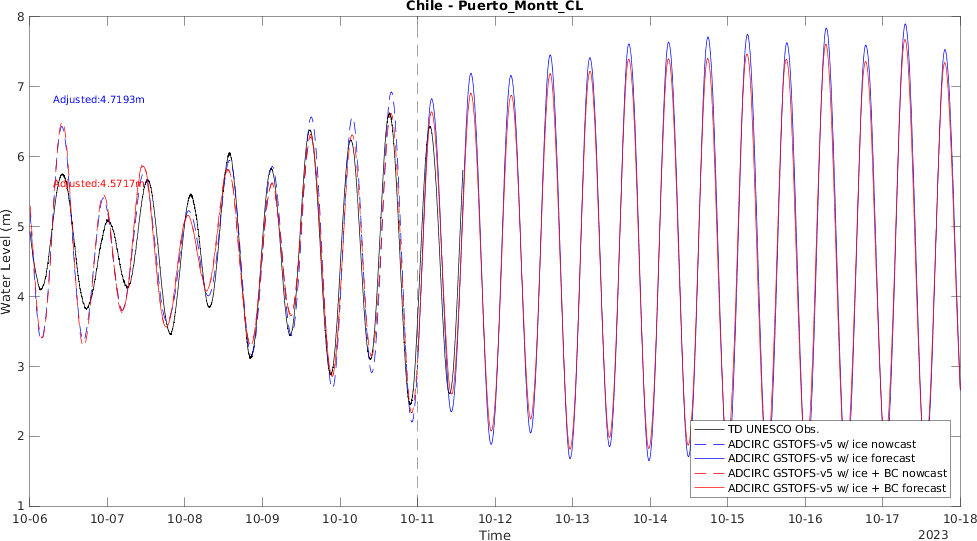 Chile - Puerto_Montt_CL
8
7
6
5
4
3
2
1
Water Level (m)
Adjusted:4.7193m
Adjusted:4.5717m
TD UNESCO Obs.
ADCIRC GSTOFS-v5 w/ ice nowcast
ADCIRC GSTOFS-v5 w/ ice forecast
ADCIRC GSTOFS-v5 w/ ice + BC nowcast
ADCIRC GSTOFS-v5 w/ ice + BC forecast
10-06 10-07 10-08 10-09 10-10 10-11 10-12 10-13 10-14 10-15 10-16 10-17 10-18
Time
2023